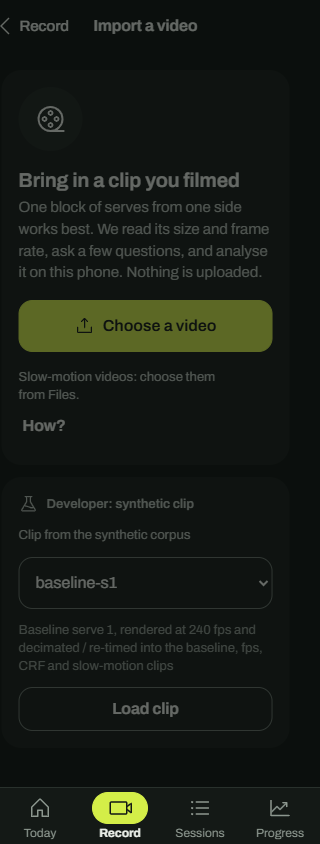 Record Import a video
Bring in a clip you filmed
One block of serves from one side
works best. We read its size and frame
rate, ask a few questions, and analyse
it on this phone. Nothing is uploaded.
Choose a video
Slow-motion videos: choose them
from Files.
How?
Developer: synthetic clip
Clip from the synthetic corpus
baseline-s1
Baseline serve 1, rendered at 240 fps and
decimated / re-timed into the baseline, fps,
CRF and slow-motion clips
Load clip
Today Record Sessions Progress